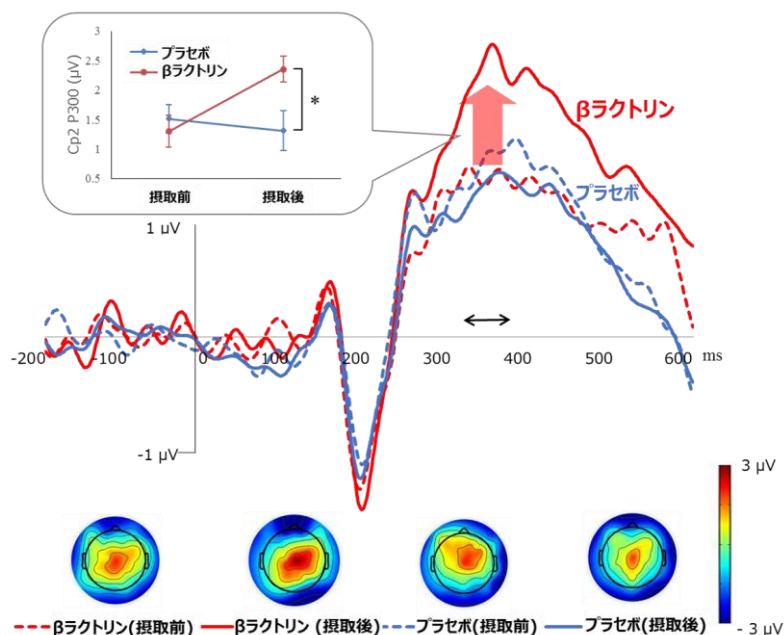 3
2.5
2
1.5
1
0.5
Cp2 P300 (μV)
プラセボ
βラクトリン
*
摂取前
摂取後
βラクトリン
プラセボ
1 μV
-1 μV
-200 -100 0 100 200 300 400 500 600 ms
3 μV
- 3 μV
βラクトリン(摂取前) βラクトリン (摂取後) プラセボ(摂取前) プラセボ(摂取後)